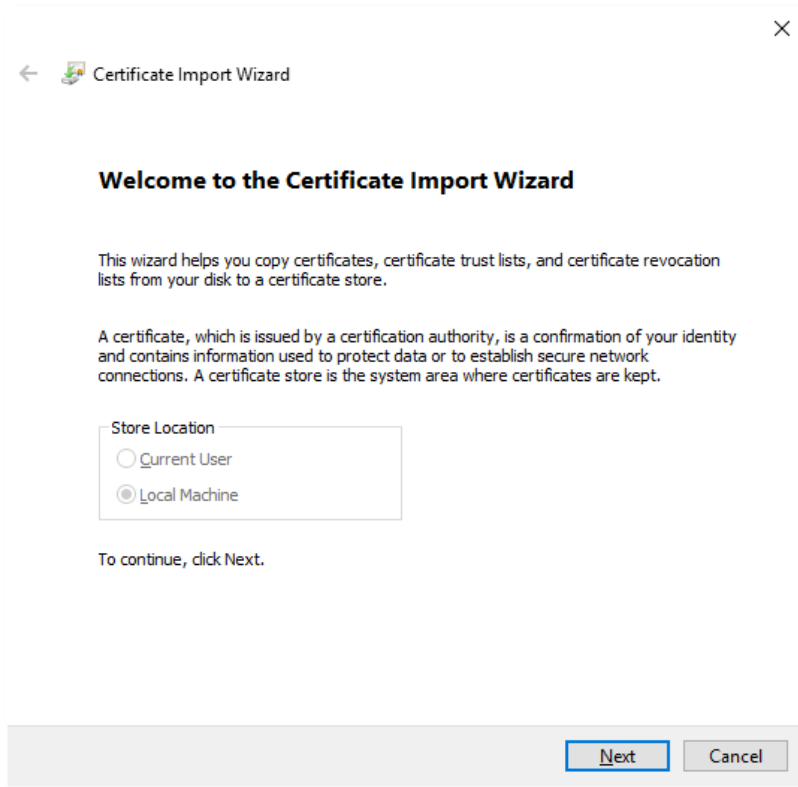 Certificate Import Wizard
Welcome to the Certificate Import Wizard
This wizard helps you copy certificates, certificate trust lists, and certificate revocation
lists from your disk to a certificate store.
A certificate, which is issued by a certification authority, is a confirmation of your identity
and contains information used to protect data or to establish secure network
connections. A certificate store is the system area where certificates are kept.
Store Location
Current User
Local Machine
To continue, click Next.
Next
Cancel